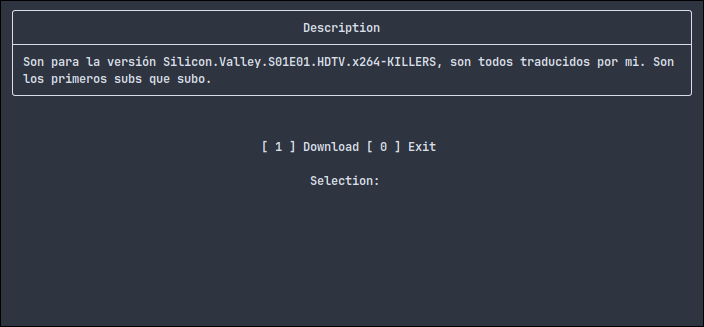 Description
Son para la versión Silicon.Valley.S01E01.HDTV.x264-KILLERS, son todos traducidos por mi. Son
los primeros subs que subo.
[ 1 ] Download [ 0 ] Exit
Selection: